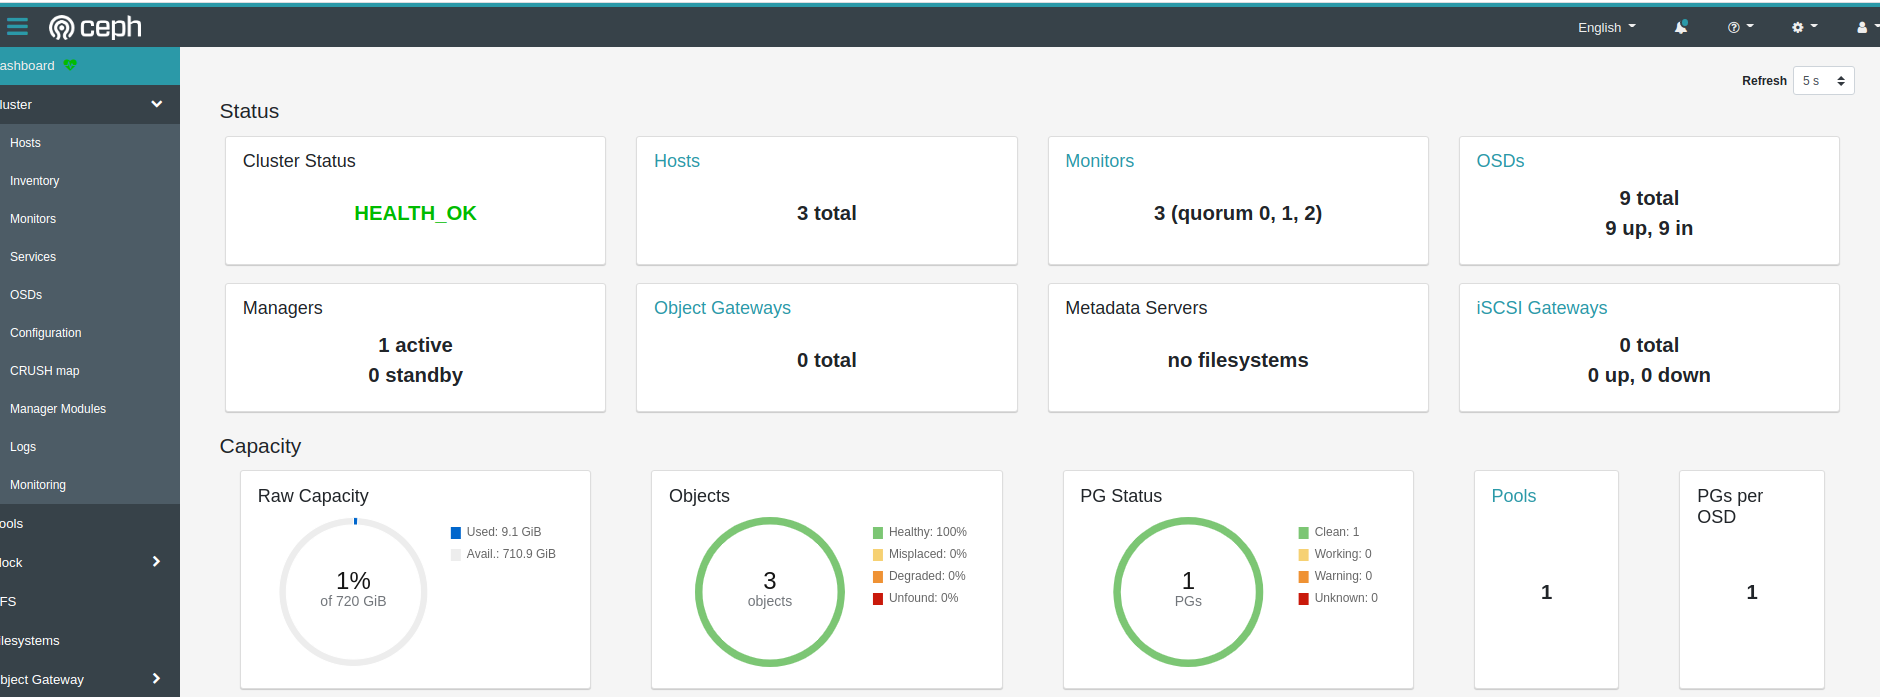 ceph
English
ashboard
luster
Hosts
Inventory
Monitors
Services
OSDs
Configuration
CRUSH map
Manager Modules
Logs
Monitoring
ools
lock
FS
ilesystems
bject Gateway
Refresh 5 s
Status
Cluster Status
HEALTH_OK
Hosts
3 total
Monitors
3 (quorum 0, 1, 2)
OSDs
9 total
9 up, 9 in
Managers
1 active
0 standby
Object Gateways
0 total
Metadata Servers
no filesystems
iSCSI Gateways
0 total
0 up, 0 down
Capacity
Raw Capacity
1%
of 720 GiB
Used: 9.1 GiB
Avail.: 710.9 GiB
Objects
3
objects
Healthy: 100%
Misplaced: 0%
Degraded: 0%
Unfound: 0%
PG Status
1
PGs
Clean: 1
Working: 0
Warning: 0
Unknown: 0
Pools
1
PGs per
OSD
1